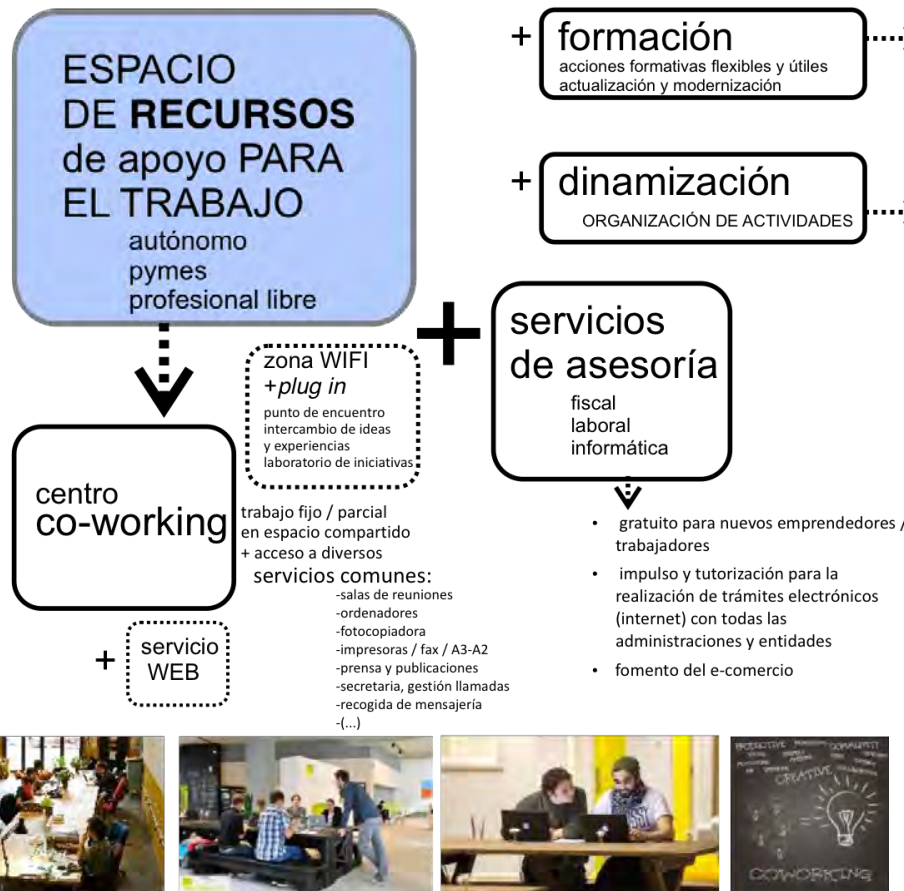 ESPACIO
DE RECURSOS
de apoyo PARA
EL TRABAJO
autónomo
pymes
profesional libre
+ formación
acciones formativas flexibles y útiles
actualización y modernización
+ dinamización
ORGANIZACIÓN DE ACTIVIDADES
+
servicios
de asesoría
fiscal
laboral
informática
zona WIFI
+plug in
punto de encuentro
intercambio de ideas
y experiencias
laboratorio de iniciativas
centro
co-working
trabajo fijo / parcial
en espacio compartido
+ acceso a diversos
servicios comunes:
-salas de reuniones
-ordenadores
-fotocopiadora
-impresoras / fax / A3-A2
-prensa y publicaciones
-secretaria, gestión llamadas
-recogida de mensajería
-(...)
+ servicio
WEB
• gratuito para nuevos emprendedores /
trabajadores
• impulso y tutorización para la
realización de trámites electrónicos
(internet) con todas las
administraciones y entidades
• fomento del e-comercio
PRODUCTIVE
COMMUNITY
CREATIVE
COWORKING